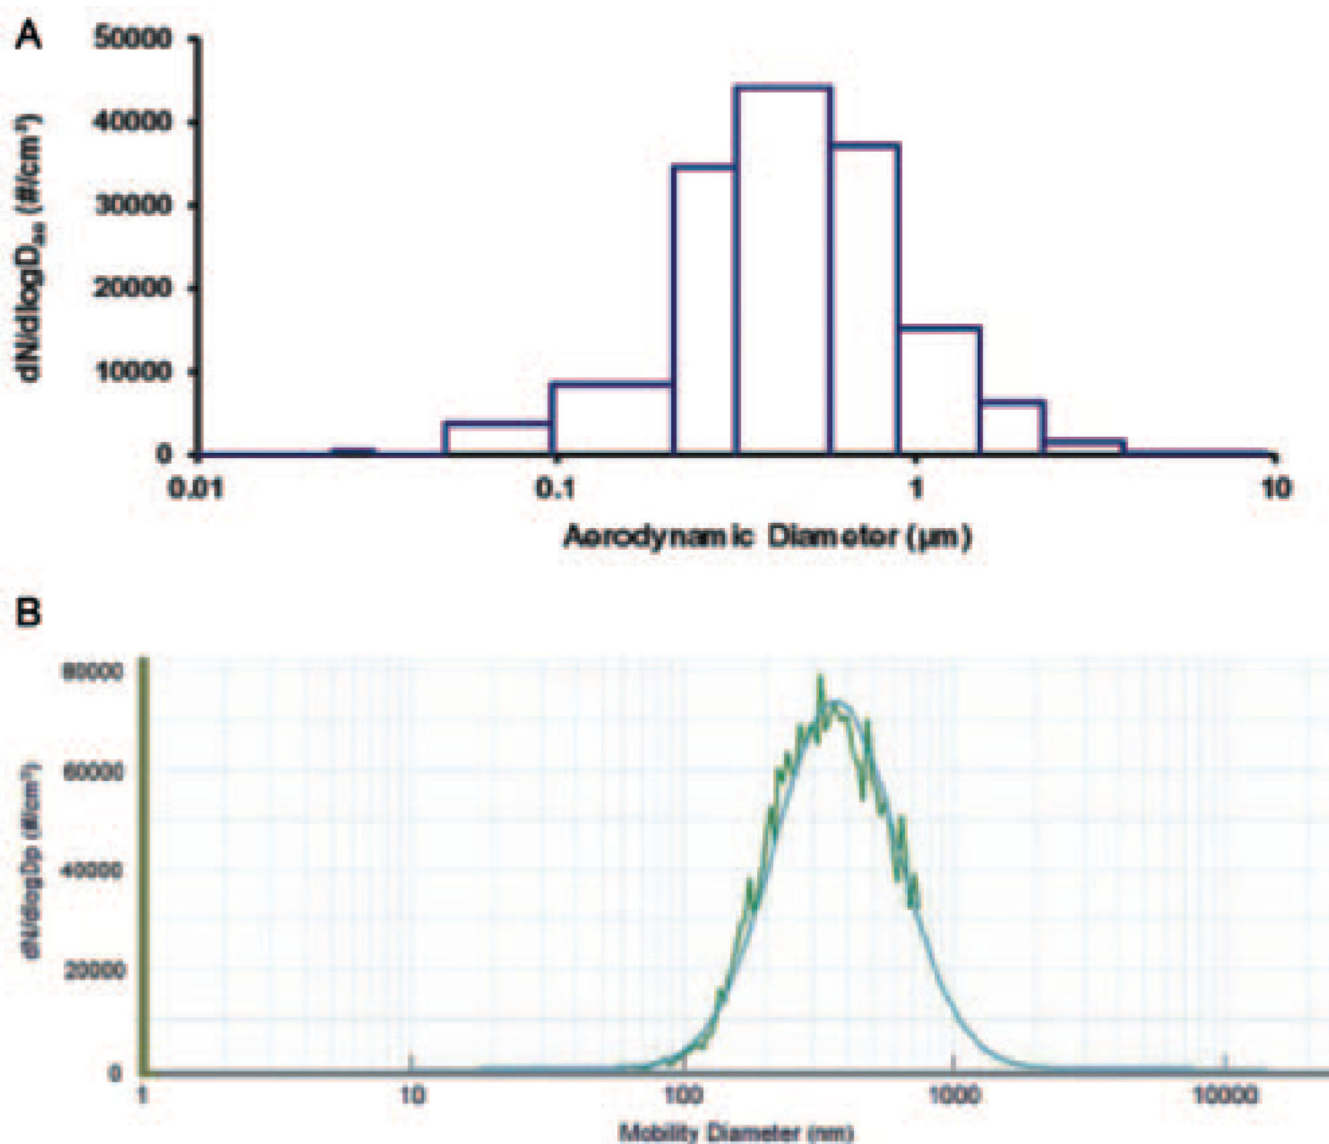 A
50000
40000
30000
20000
10000
0
dN/dlogDae (#/cm³)
0.01 0.1 1 10
Aerodynamic Diameter (µm)
B
80000
60000
40000
20000
0
dN/dlogDp (#/cm³)
1 10 100 1000 10000
Mobility Diameter (nm)